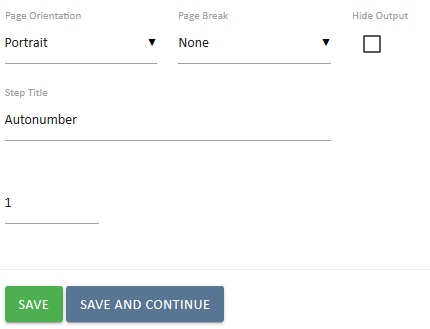 Page Orientation Page Break Hide Output
Portrait None
Step Title
Autonumber
1
SAVE SAVE AND CONTINUE